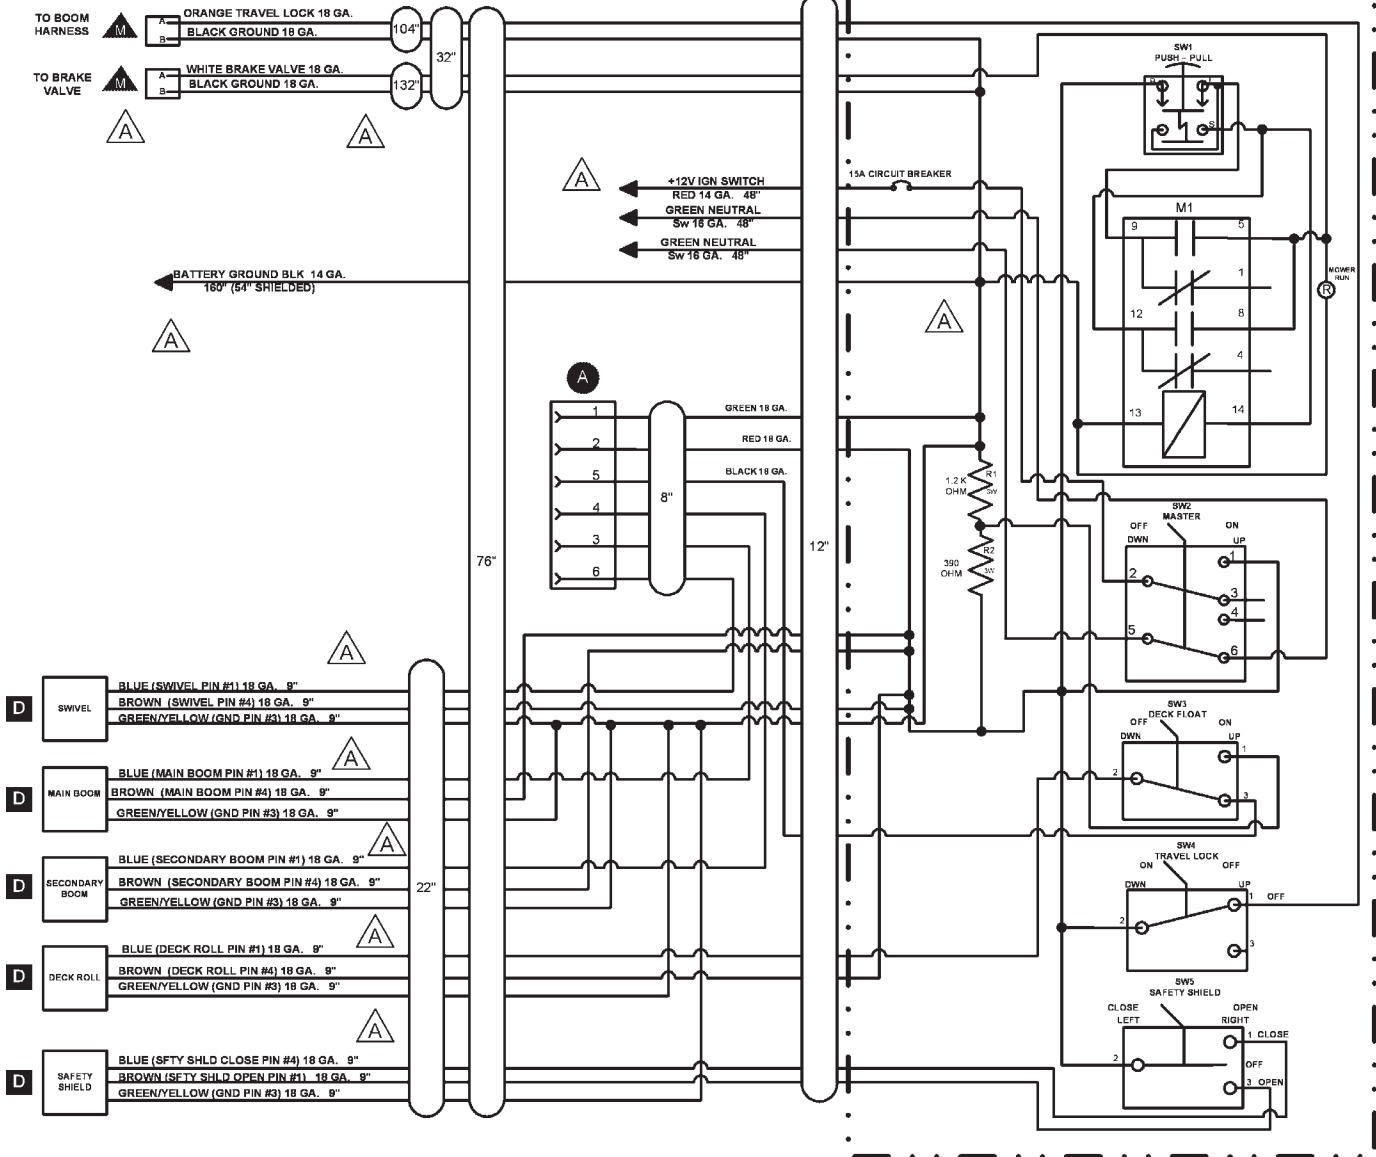 TO BOOM
HARNESS
M
A
B
ORANGE TRAVEL LOCK 18 GA.
BLACK GROUND 18 GA.
104"
32"
TO BRAKE
VALVE
M
A
B
WHITE BRAKE VALVE 18 GA.
BLACK GROUND 18 GA.
132"
A
A
A
+12V IGN SWITCH
RED 14 GA. 48"
GREEN NEUTRAL
Sw 16 GA. 48"
GREEN NEUTRAL
Sw 16 GA. 48"
15A CIRCUIT BREAKER
BATTERY GROUND BLK 14 GA.
160" (54" SHIELDED)
A
A
SW1
PUSH - PULL
S
M1
9
5
1
12
8
4
13
14
MOWER
RUN
R
A
1
2
5
4
3
6
8"
GREEN 18 GA.
RED 18 GA.
BLACK 18 GA.
76"
12"
1.2 K
OHM
R1
3W
390
OHM
R2
3W
SW2
MASTER
OFF
ON
DWN
UP
1
2
3
4
5
6
A
D
SWIVEL
BLUE (SWIVEL PIN #1) 18 GA. 9"
BROWN (SWIVEL PIN #4) 18 GA. 9"
GREEN/YELLOW (GND PIN #3) 18 GA. 9"
A
SW3
DECK FLOAT
OFF
ON
DWN
UP
1
2
3
D
MAIN BOOM
BLUE (MAIN BOOM PIN #1) 18 GA. 9"
BROWN (MAIN BOOM PIN #4) 18 GA. 9"
GREEN/YELLOW (GND PIN #3) 18 GA. 9"
A
SW4
TRAVEL LOCK
ON
OFF
DWN
UP
1
OFF
2
3
D
SECONDARY
BOOM
BLUE (SECONDARY BOOM PIN #1) 18 GA. 9"
BROWN (SECONDARY BOOM PIN #4) 18 GA. 9"
GREEN/YELLOW (GND PIN #3) 18 GA. 9"
22"
A
D
DECK ROLL
BLUE (DECK ROLL PIN #1) 18 GA. 9"
BROWN (DECK ROLL PIN #4) 18 GA. 9"
GREEN/YELLOW (GND PIN #3) 18 GA. 9"
A
SW5
SAFETY SHIELD
CLOSE
OPEN
LEFT
RIGHT
1 CLOSE
2
OFF
3 OPEN
D
SAFETY
SHIELD
BLUE (SFTY SHLD CLOSE PIN #4) 18 GA. 9"
BROWN (SFTY SHLD OPEN PIN #1) 18 GA. 9"
GREEN/YELLOW (GND PIN #3) 18 GA. 9"